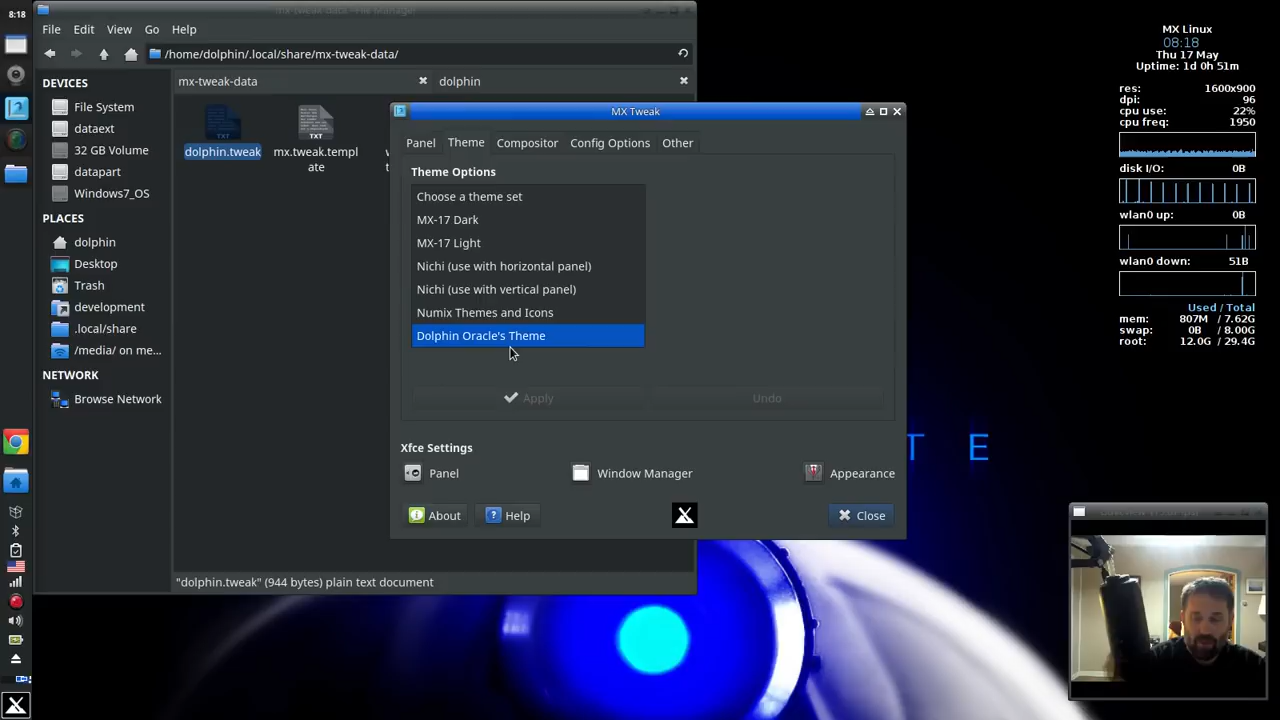 8:18
File Edit View Go Help
/home/dolphin/.local/share/mx-tweak-data/
DEVICES
File System
dataext
32 GB Volume
datapart
Windows7_OS
PLACES
dolphin
Desktop
Trash
development
.local/share
/media/ on me...
NETWORK
Browse Network
mx-tweak-data
dolphin
TXT
dolphin.tweak
TXT
mx.tweak.templ
ate
"dolphin.tweak" (944 bytes) plain text document
MX Tweak
Panel Theme Compositor Config Options Other
Theme Options
Choose a theme set
MX-17 Dark
MX-17 Light
Nichi (use with horizontal panel)
Nichi (use with vertical panel)
Numix Themes and Icons
Dolphin Oracle's Theme
Apply Undo
Xfce Settings
Panel Window Manager Appearance
About Help Close
MX Linux
08:18
Thu 17 May
Uptime: 1d 0h 51m
res: 1600x900
dpi: 96
cpu use: 22%
cpu freq: 1950
disk I/O: 0B
wlan0 up: 0B
wlan0 down: 51B
Used / Total
mem: 807M / 7.62G
swap: 0B / 8.00G
root: 12.0G / 29.4G
T E